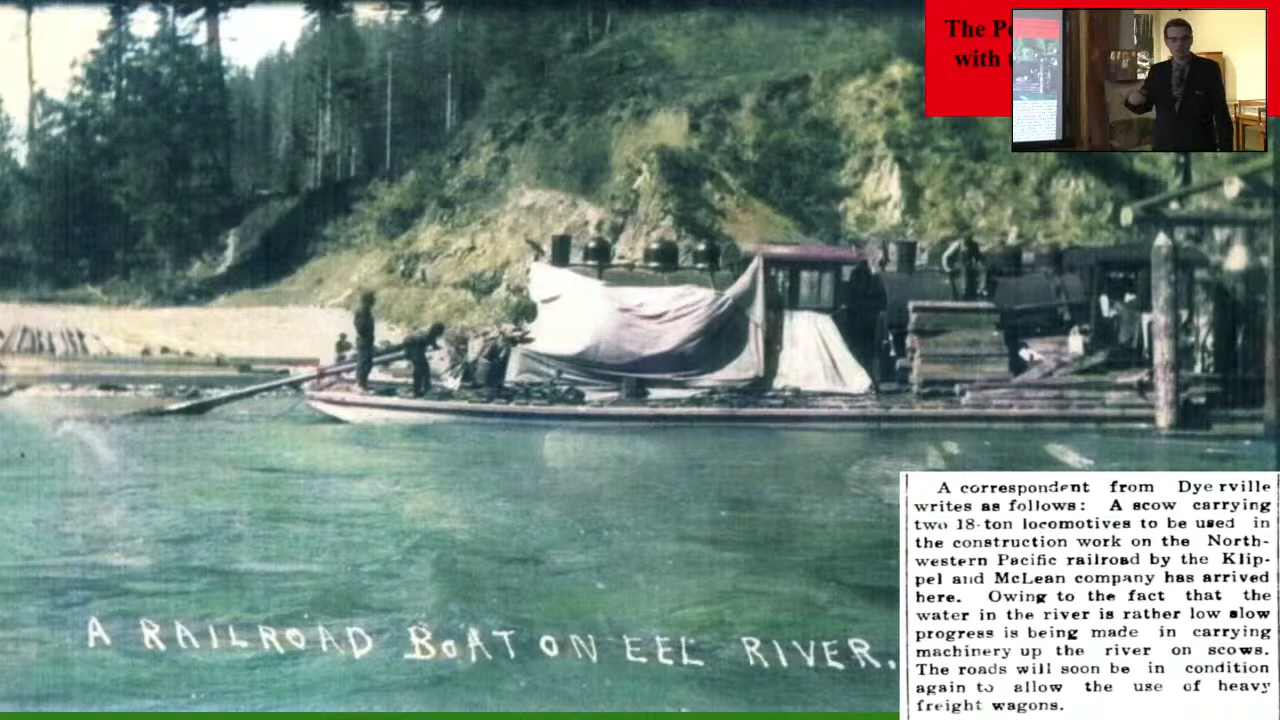 The
with
A RAILROAD BOAT ON EEL RIVER.
A correspondent from Dyerville
writes as follows: A scow carrying
two 18-ton locomotives to be used in
the construction work on the North-
western Pacific railroad by the Klip-
pel and McLean company has arrived
here. Owing to the fact that the
water in the river is rather low slow
progress is being made in carrying
machinery up the river on scows.
The roads will soon be in condition
again to allow the use of heavy
freight wagons.